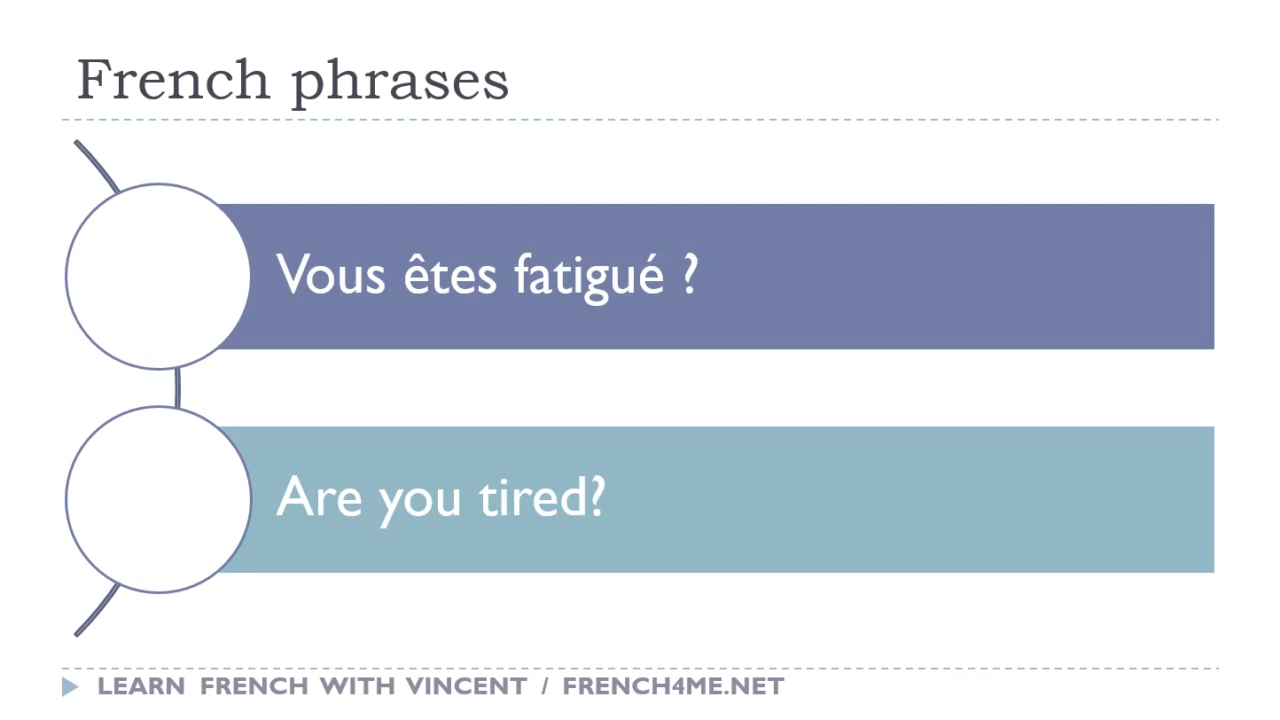 French phrases
Vous êtes fatigué ?
Are you tired?
LEARN FRENCH WITH VINCENT / FRENCH4ME.NET